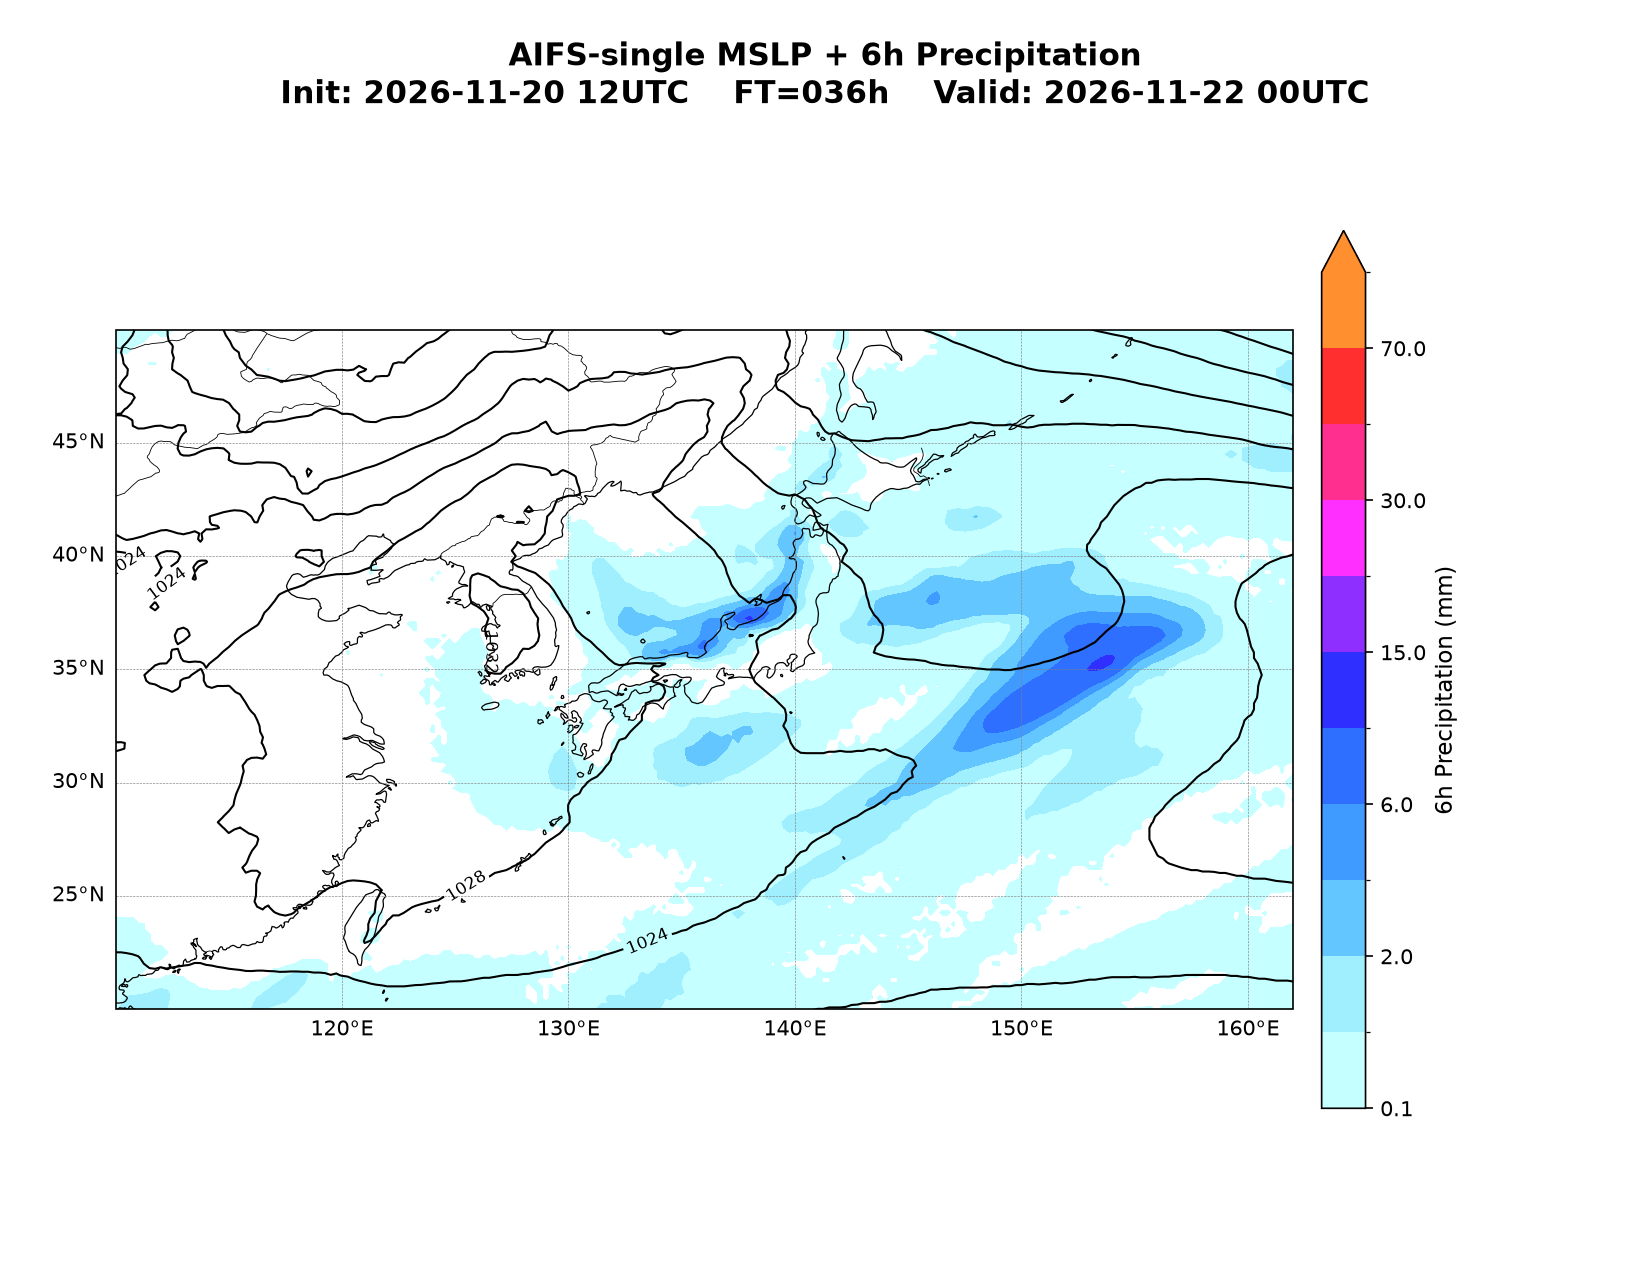 AIFS-single MSLP + 6h Precipitation
Init: 2026-11-20 12UTC    FT=036h    Valid: 2026-11-22 00UTC
45°N
40°N
35°N
30°N
25°N
120°E
130°E
140°E
150°E
160°E
1024
1024
1032
1028
1024
70.0
30.0
15.0
6.0
2.0
0.1
6h Precipitation (mm)